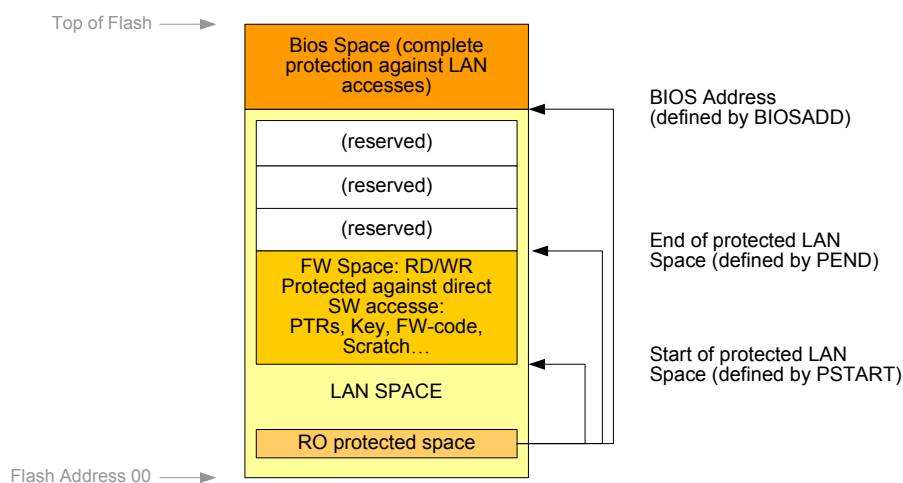 Top of Flash
Bios Space (complete
protection against LAN
accesses)
BIOS Address
(defined by BIOSADD)
(reserved)
(reserved)
(reserved)
End of protected LAN
Space (defined by PEND)
FW Space: RD/WR
Protected against direct
SW accesse:
PTRs, Key, FW-code,
Scratch…
Start of protected LAN
Space (defined by PSTART)
LAN SPACE
RO protected space
Flash Address 00